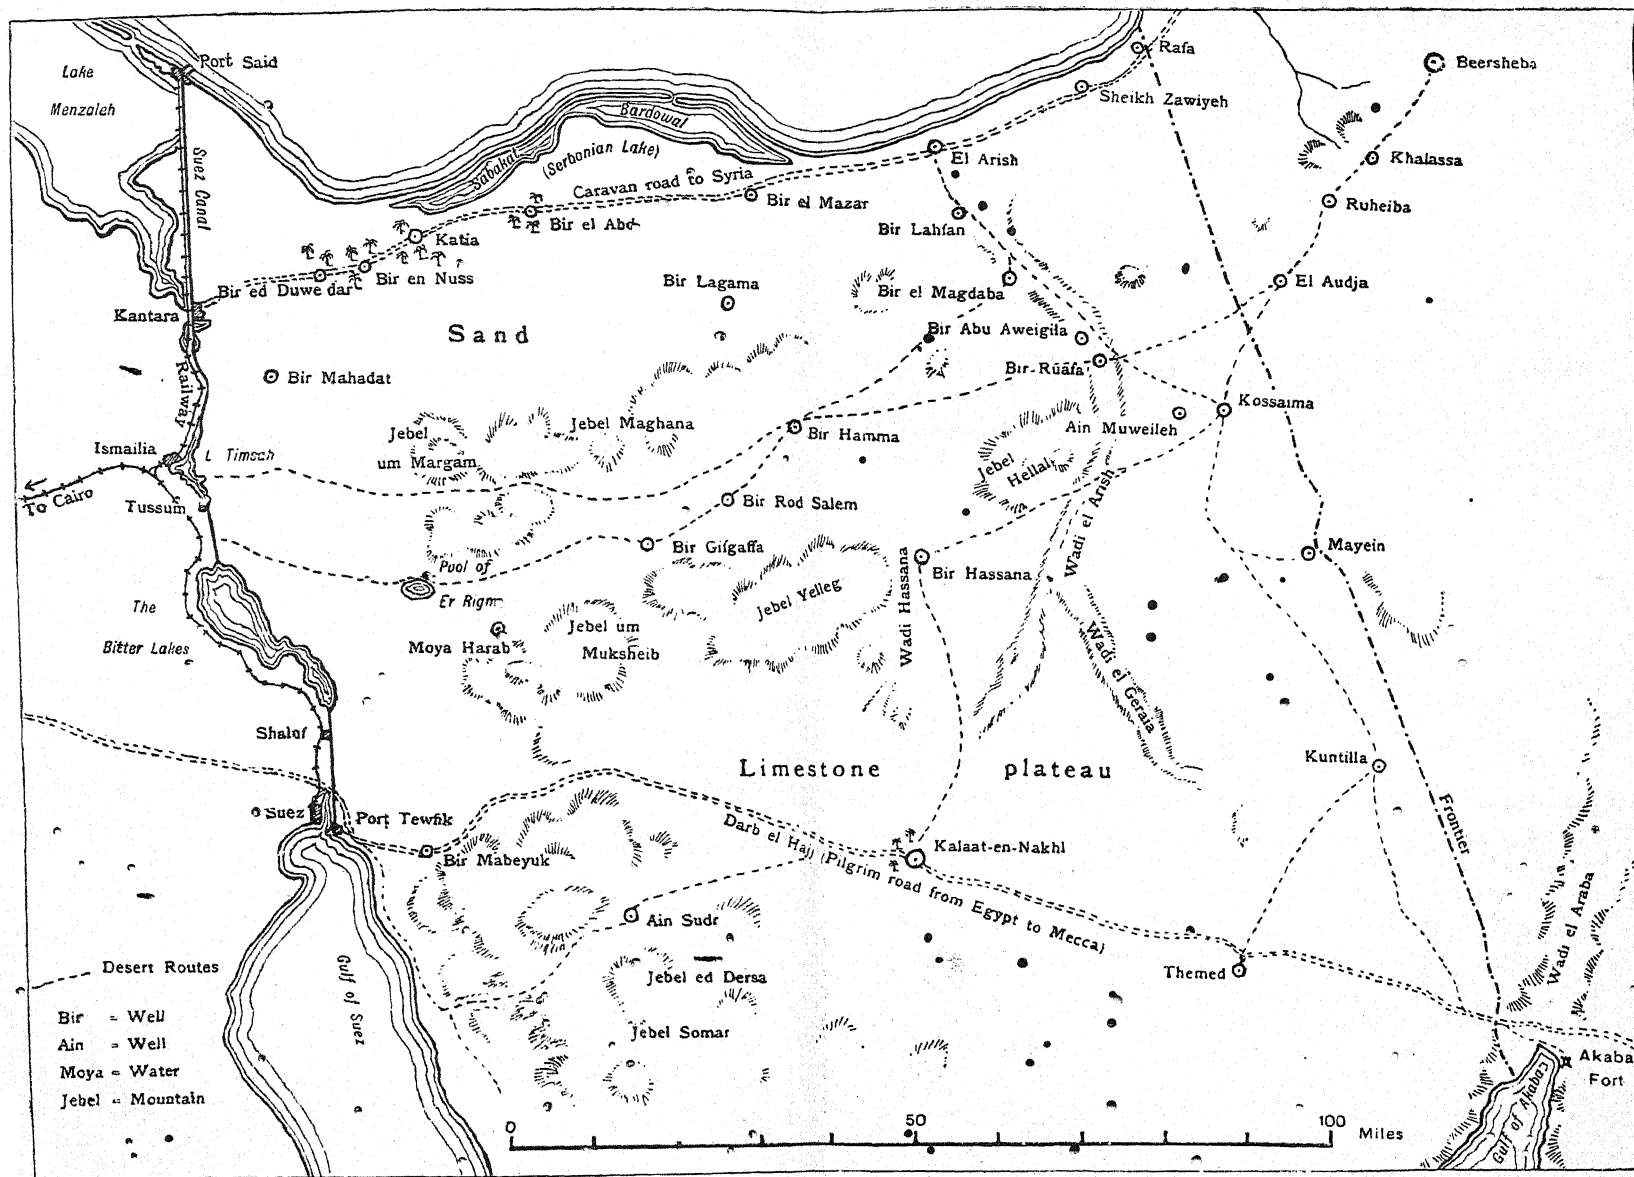 Lake
Menzaleh
Port Said
Suez Canal
Sabakat
Bardowal
(Serbonian Lake)
Caravan road to Syria
Rafa
Sheikh Zawiyeh
Beersheba
Khalassa
Ruheiba
El Arish
Bir el Mazar
Bir el Abd
Katia
Bir en Nuss
Bir ed Duwedar
Bir Lahfan
Bir Lagama
Bir el Magdaba
El Audja
Kantara
Sand
Bir Abu Aweigila
Bir-Rûâfa
Railway
Bir Mahadat
Kossaima
Jebel
um Margam
Jebel Maghana
Bir Hamma
Ain Muweileh
Ismailia
L Timsah
Jebel
Hellal
To Cairo
Tussum
Bir Rod Salem
Wadi el Arish
Bir Gifgaffa
Mayein
Pool of
Er Rigm
Wadi Hassana
Bir Hassana
The
Bitter Lakes
Jebel Yelleg
Moya Harab
Jebel um
Muksheib
Wadi el Geraia
Shaluf
Limestone plateau
Kuntilla
Suez
Port Tewfik
Bir Mabeyuk
Frontier
Darb el Hajj (Pilgrim road from Egypt to Mecca)
Kalaat-en-Nakhl
Ain Sudr
Wadi el Araba
Gulf of Suez
Jebel ed Dersa
Themed
Jebel Somar
Desert Routes
Bir = Well
Ain = Well
Moya = Water
Jebel = Mountain
Akaba
Fort
Gulf of Akaba
0 50 100 Miles